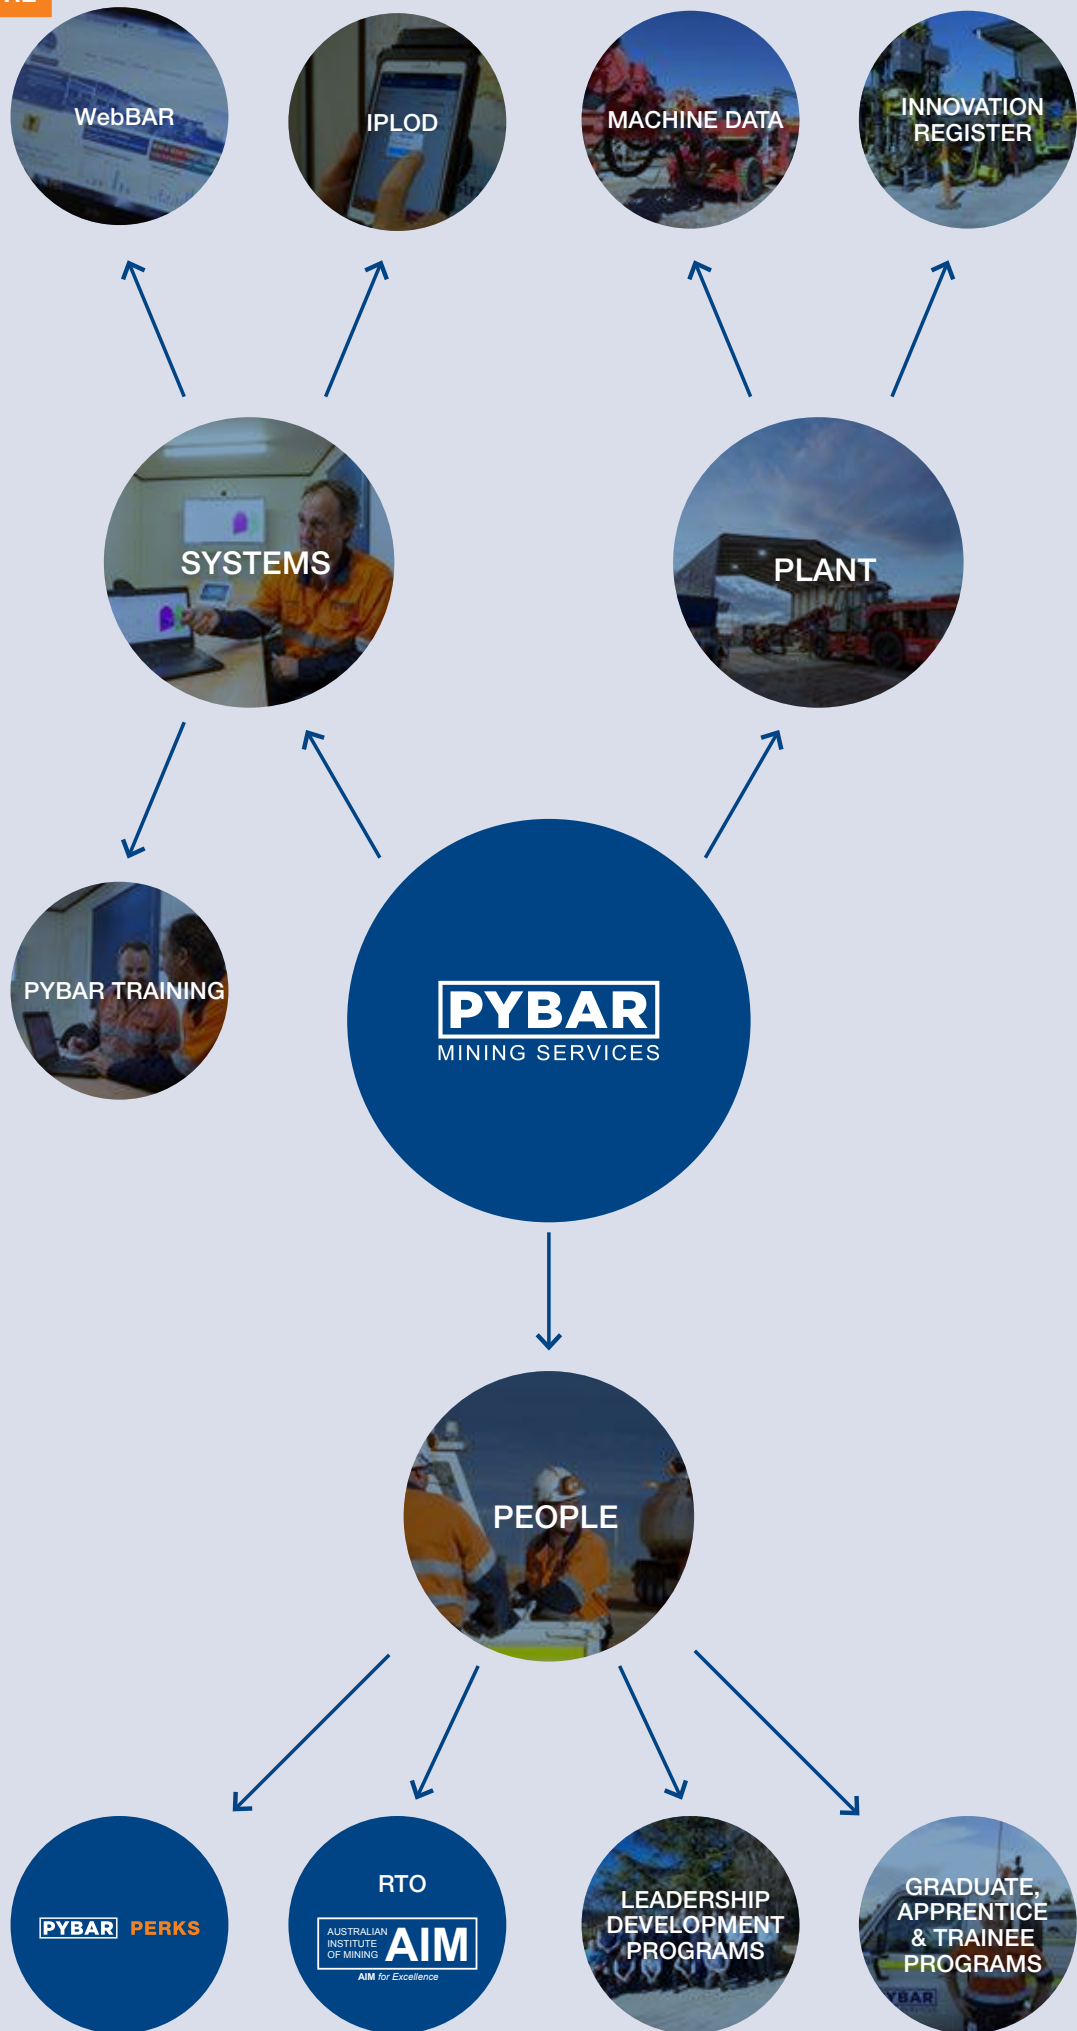 WebBAR
IPLOD
MACHINE DATA
INNOVATION
REGISTER
SYSTEMS
PLANT
PYBAR TRAINING
PYBAR
MINING SERVICES
PEOPLE
PYBAR PERKS
RTO
AUSTRALIAN
INSTITUTE
OF MINING
AIM
AIM for Excellence
LEADERSHIP
DEVELOPMENT
PROGRAMS
GRADUATE,
APPRENTICE
& TRAINEE
PROGRAMS